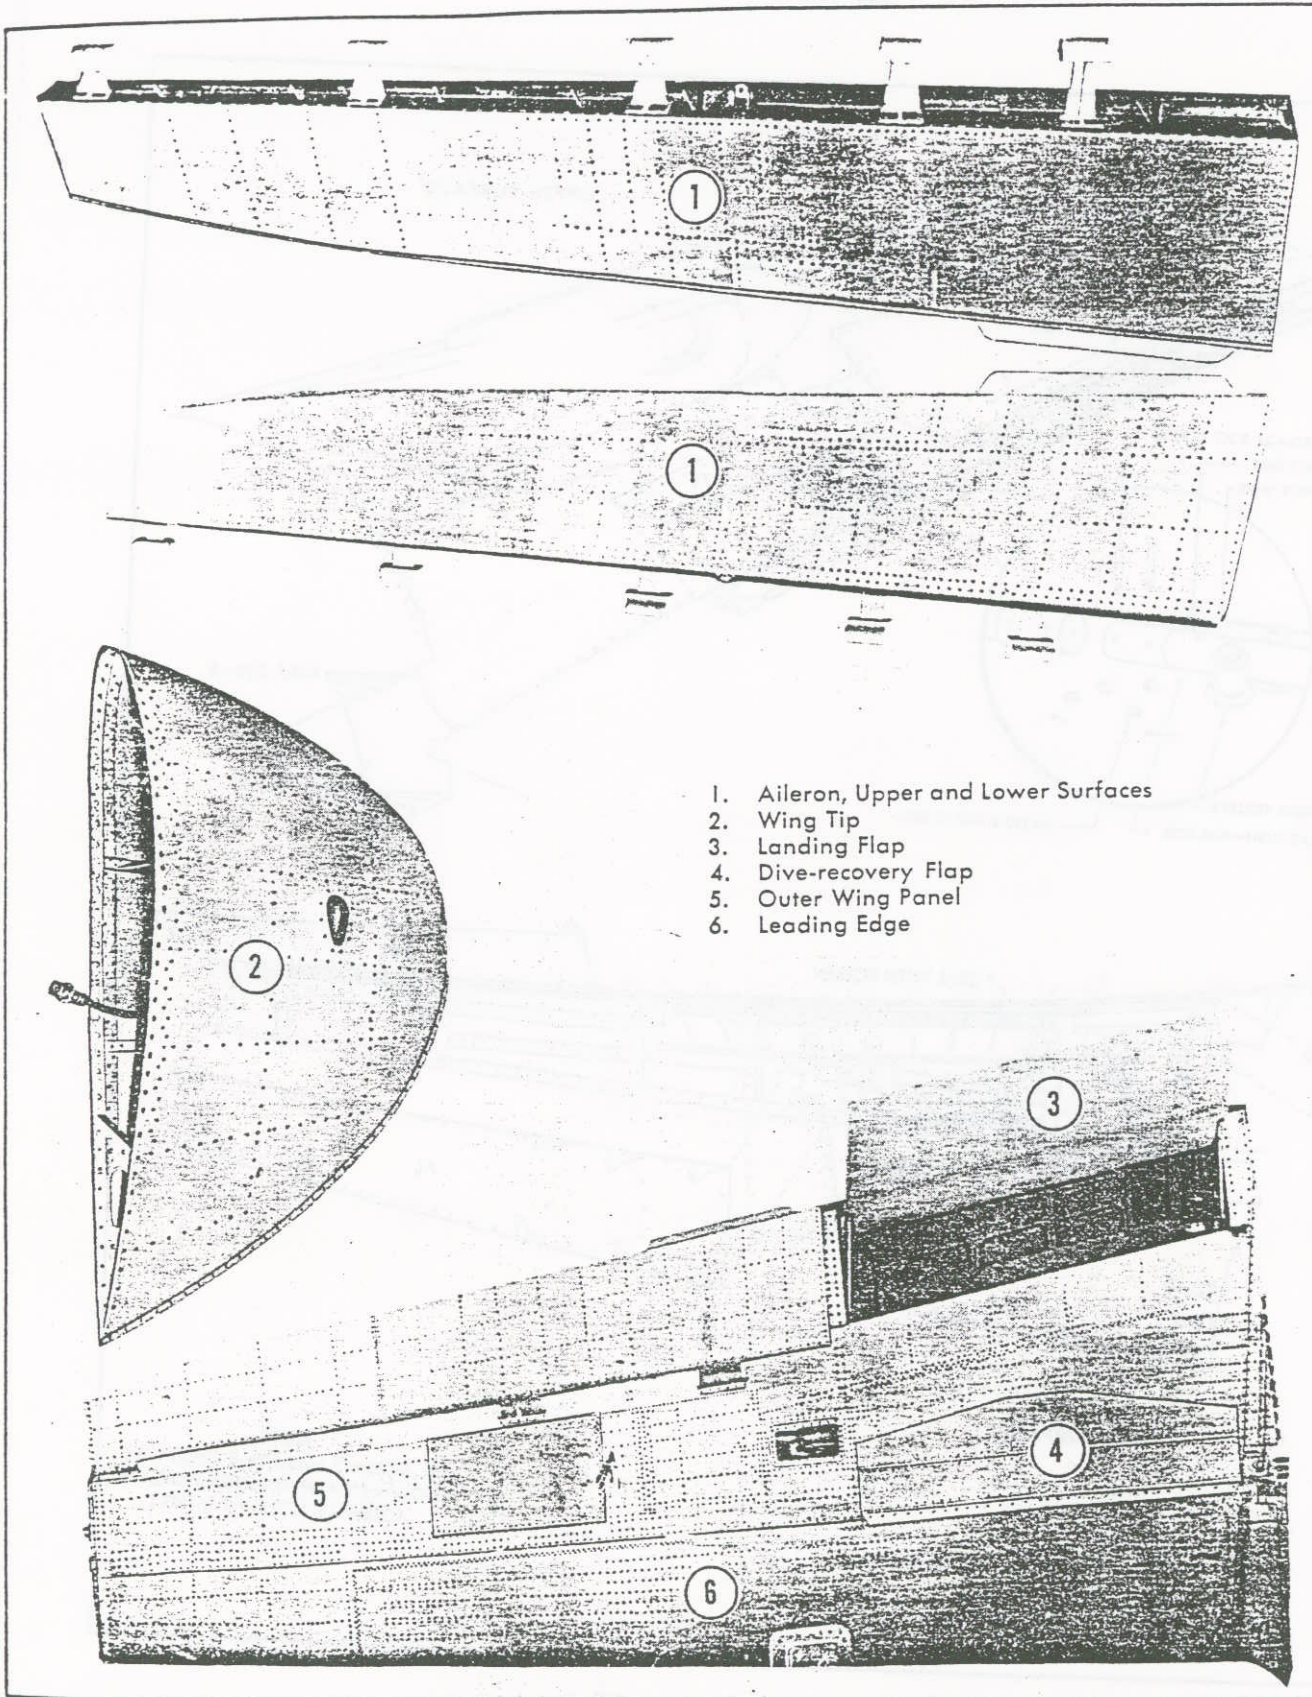 1
1
1. Aileron, Upper and Lower Surfaces
2. Wing Tip
3. Landing Flap
4. Dive-recovery Flap
5. Outer Wing Panel
6. Leading Edge
2
3
4
5
6